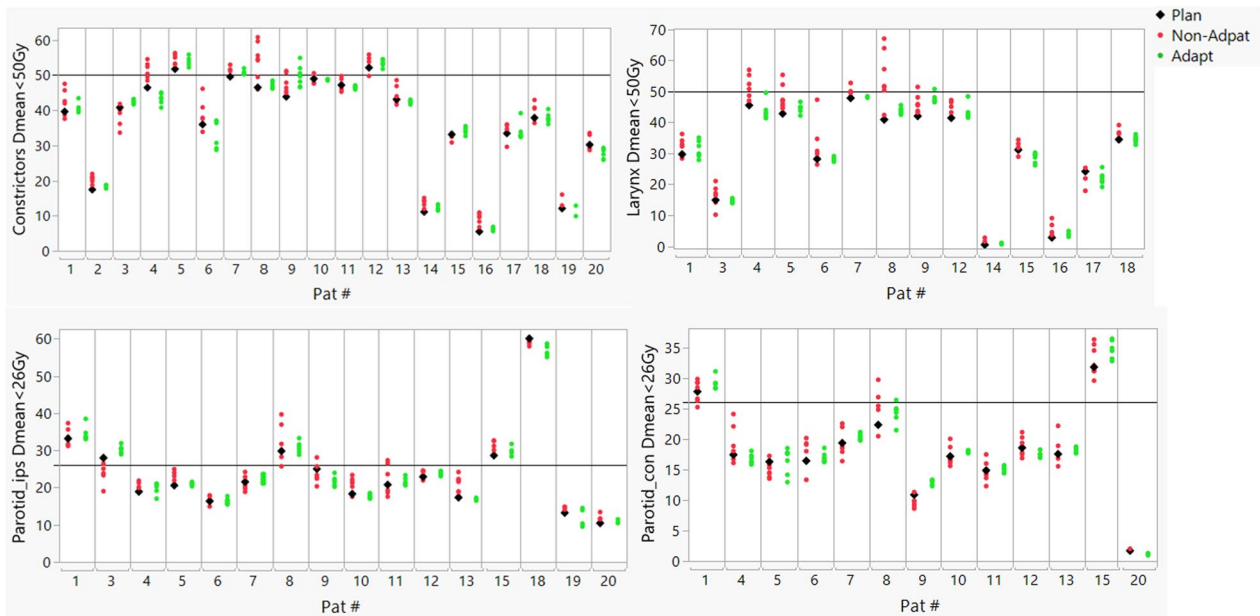 Plan
Non-Adpat
Adapt
Constrictors Dmean<50Gy
60
50
40
30
20
10
0
1 2 3 4 5 6 7 8 9 10 11 12 13 14 15 16 17 18 19 20
Pat #
Larynx Dmean<50Gy
70
60
50
40
30
20
10
0
1 3 4 5 6 7 8 9 12 14 15 16 17 18
Pat #
Parotid_ips Dmean<26Gy
60
50
40
30
20
10
0
1 3 4 5 6 7 8 9 10 11 12 13 15 18 19 20
Pat #
Parotid_con Dmean<26Gy
35
30
25
20
15
10
5
0
1 4 5 6 7 8 9 10 11 12 13 15 20
Pat #